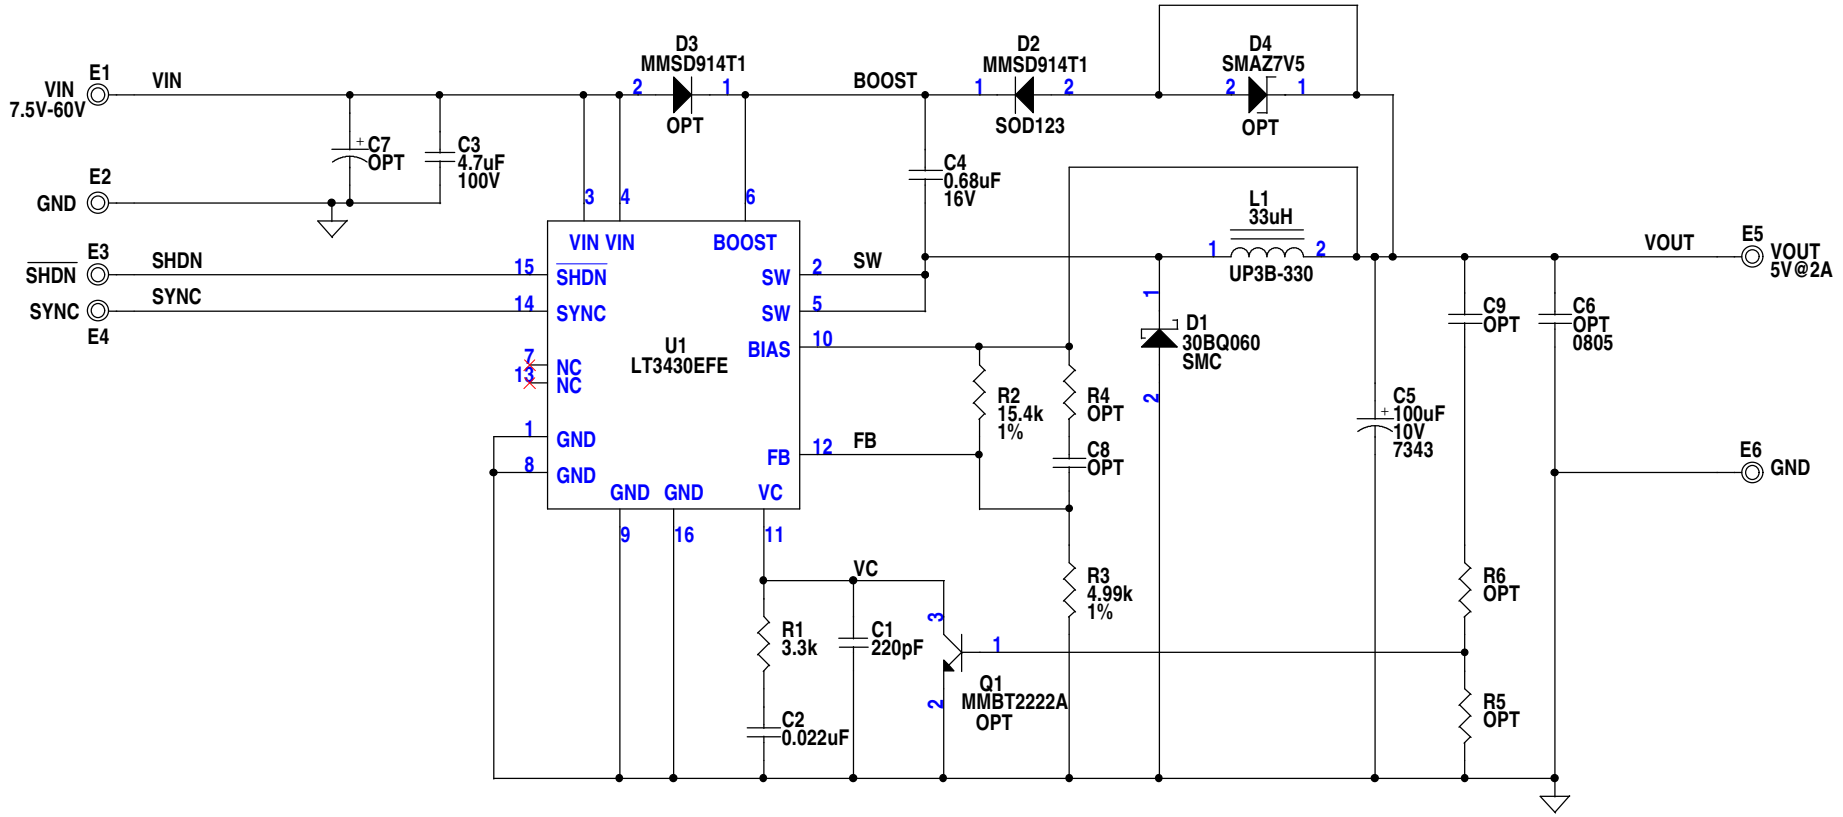 E1
VIN
7.5V-60V
VIN
D3
MMSD914T1
2
1
OPT
BOOST
D2
MMSD914T1
1
2
SOD123
D4
SMAZ7V5
2
1
OPT
+
C7
OPT
C3
4.7uF
100V
C4
0.68uF
16V
E2
GND
3
4
6
L1
33uH
1
2
UP3B-330
VOUT
E5
VOUT
5V@2A
VIN VIN
BOOST
E3
SHDN
SHDN
15
SHDN
SW
2
SW
E4
SYNC
SYNC
14
SYNC
SW
5
U1
LT3430EFE
BIAS
10
7
NC
13
NC
1
D1
30BQ060
SMC
2
C9
OPT
C6
OPT
0805
R2
15.4k
1%
R4
OPT
+
C5
100uF
10V
7343
1
GND
8
GND
FB
12
FB
C8
OPT
E6
GND
GND
GND
VC
9
16
11
VC
R1
3.3k
C1
220pF
3
1
2
Q1
MMBT2222A
OPT
R3
4.99k
1%
R6
OPT
R5
OPT
C2
0.022uF